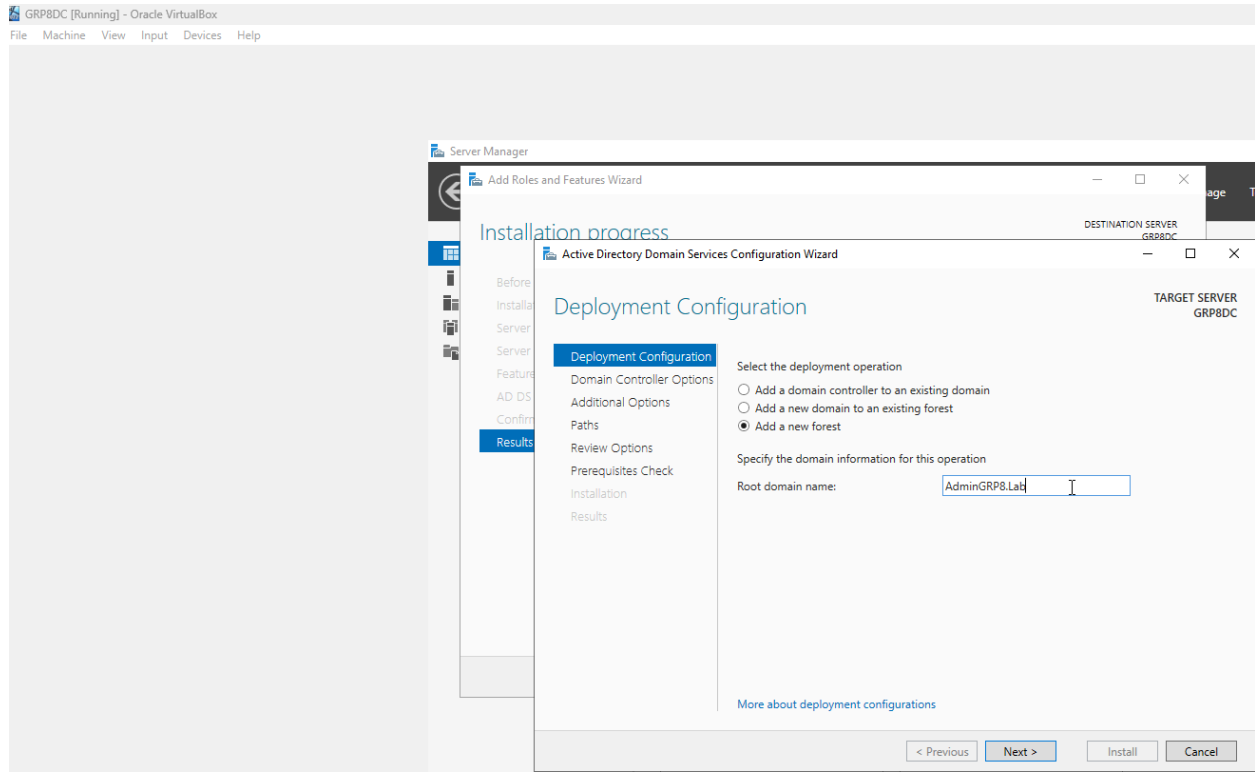 GRP8DC [Running] - Oracle VirtualBox
File Machine View Input Devices Help
Server Manager
Add Roles and Features Wizard
Installation progress
DESTINATION SERVER
GRP8DC
Before
Server
Server
AD DS
Results
Active Directory Domain Services Configuration Wizard
Deployment Configuration
TARGET SERVER
GRP8DC
Deployment Configuration
Domain Controller Options
Additional Options
Paths
Review Options
Prerequisites Check
Installation
Results
Select the deployment operation
Add a domain controller to an existing domain
Add a new domain to an existing forest
Add a new forest
Specify the domain information for this operation
Root domain name: AdminGRP8.Lab
More about deployment configurations
< Previous Next > Install Cancel